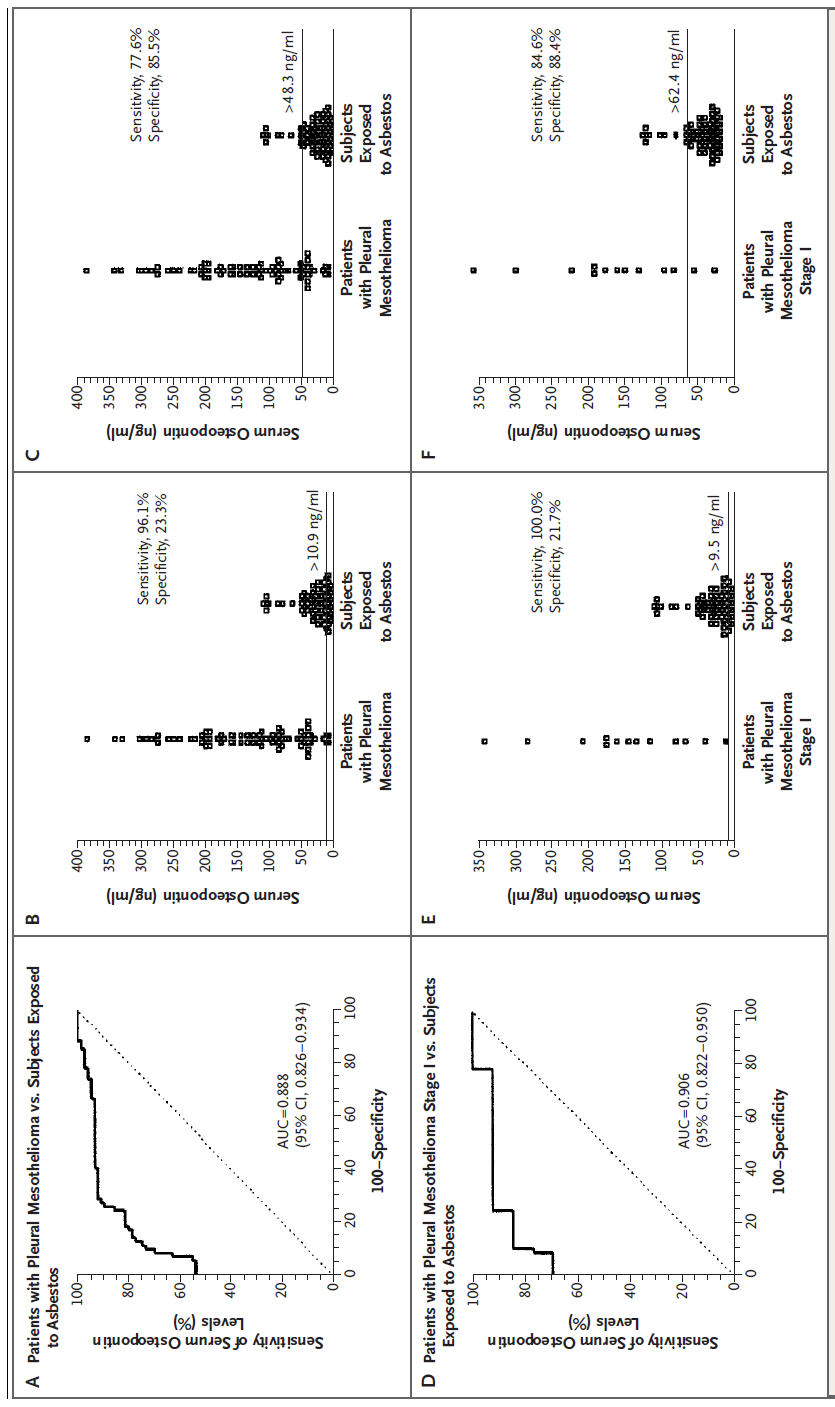 A Patients with Pleural Mesothelioma vs. Subjects Exposed
to Asbestos
Sensitivity of Serum Osteopontin
Levels (%)
100
80
60
40
20
0
0
20
40
60
80
100
100–Specificity
AUC=0.888
(95% CI, 0.826–0.934)
B
Serum Osteopontin (ng/ml)
400
350
300
250
200
150
100
50
0
Sensitivity, 96.1%
Specificity, 23.3%
>10.9 ng/ml
Patients
with Pleural
Mesothelioma
Subjects
Exposed
to Asbestos
C
Serum Osteopontin (ng/ml)
400
350
300
250
200
150
100
50
0
Sensitivity, 77.6%
Specificity, 85.5%
>48.3 ng/ml
Patients
with Pleural
Mesothelioma
Subjects
Exposed
to Asbestos
D Patients with Pleural Mesothelioma Stage I vs. Subjects
Exposed to Asbestos
Sensitivity of Serum Osteopontin
Levels (%)
100
80
60
40
20
0
0
20
40
60
80
100
100–Specificity
AUC=0.906
(95% CI, 0.822–0.950)
E
Serum Osteopontin (ng/ml)
350
300
250
200
150
100
50
0
Sensitivity, 100.0%
Specificity, 21.7%
>9.5 ng/ml
Patients
with Pleural
Mesothelioma
Stage I
Subjects
Exposed
to Asbestos
F
Serum Osteopontin (ng/ml)
350
300
250
200
150
100
50
0
Sensitivity, 84.6%
Specificity, 88.4%
>62.4 ng/ml
Patients
with Pleural
Mesothelioma
Stage I
Subjects
Exposed
to Asbestos